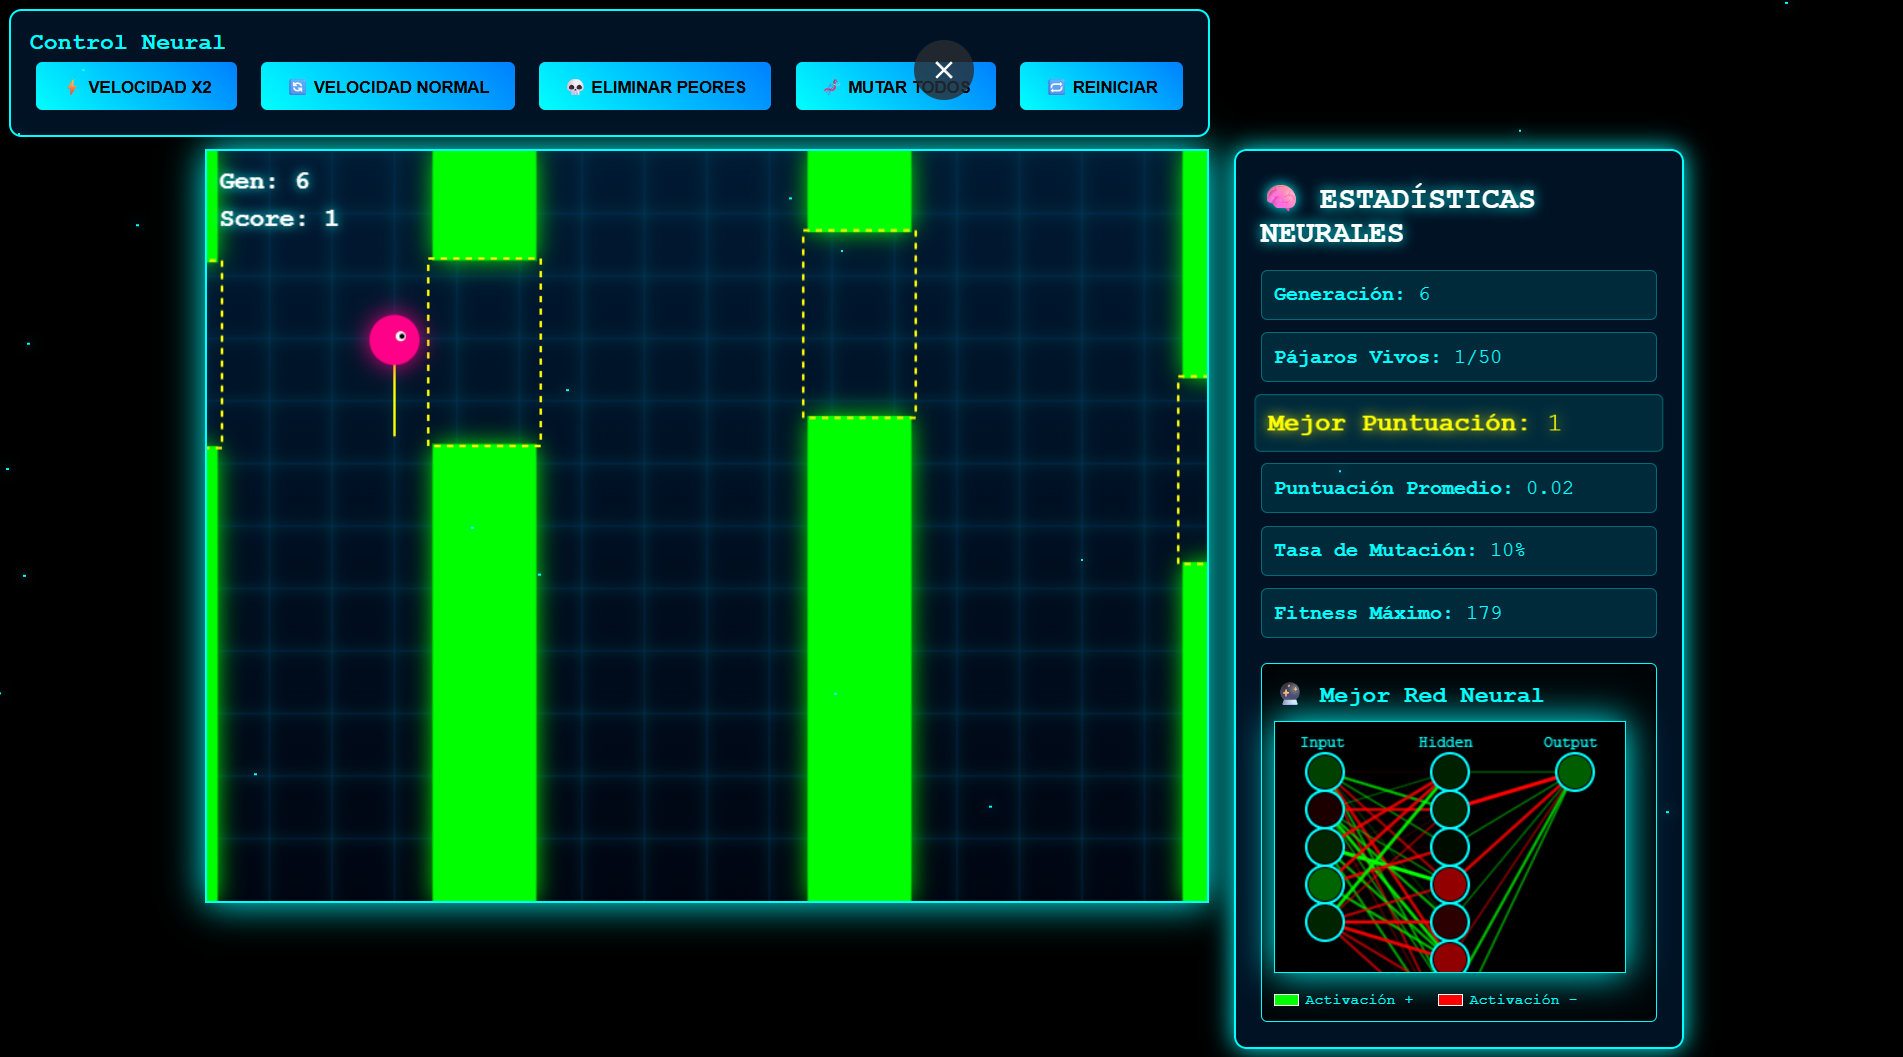 Control Neural
⚡ VELOCIDAD X2
🔄 VELOCIDAD NORMAL
💀 ELIMINAR PEORES
MUTAR TODOS
🔁 REINICIAR
Gen: 6
Score: 1
🧠 ESTADÍSTICAS
NEURALES
Generación: 6
Pájaros Vivos: 1/50
Mejor Puntuación: 1
Puntuación Promedio: 0.02
Tasa de Mutación: 10%
Fitness Máximo: 179
🔮 Mejor Red Neural
Input Hidden Output
Activación + Activación -